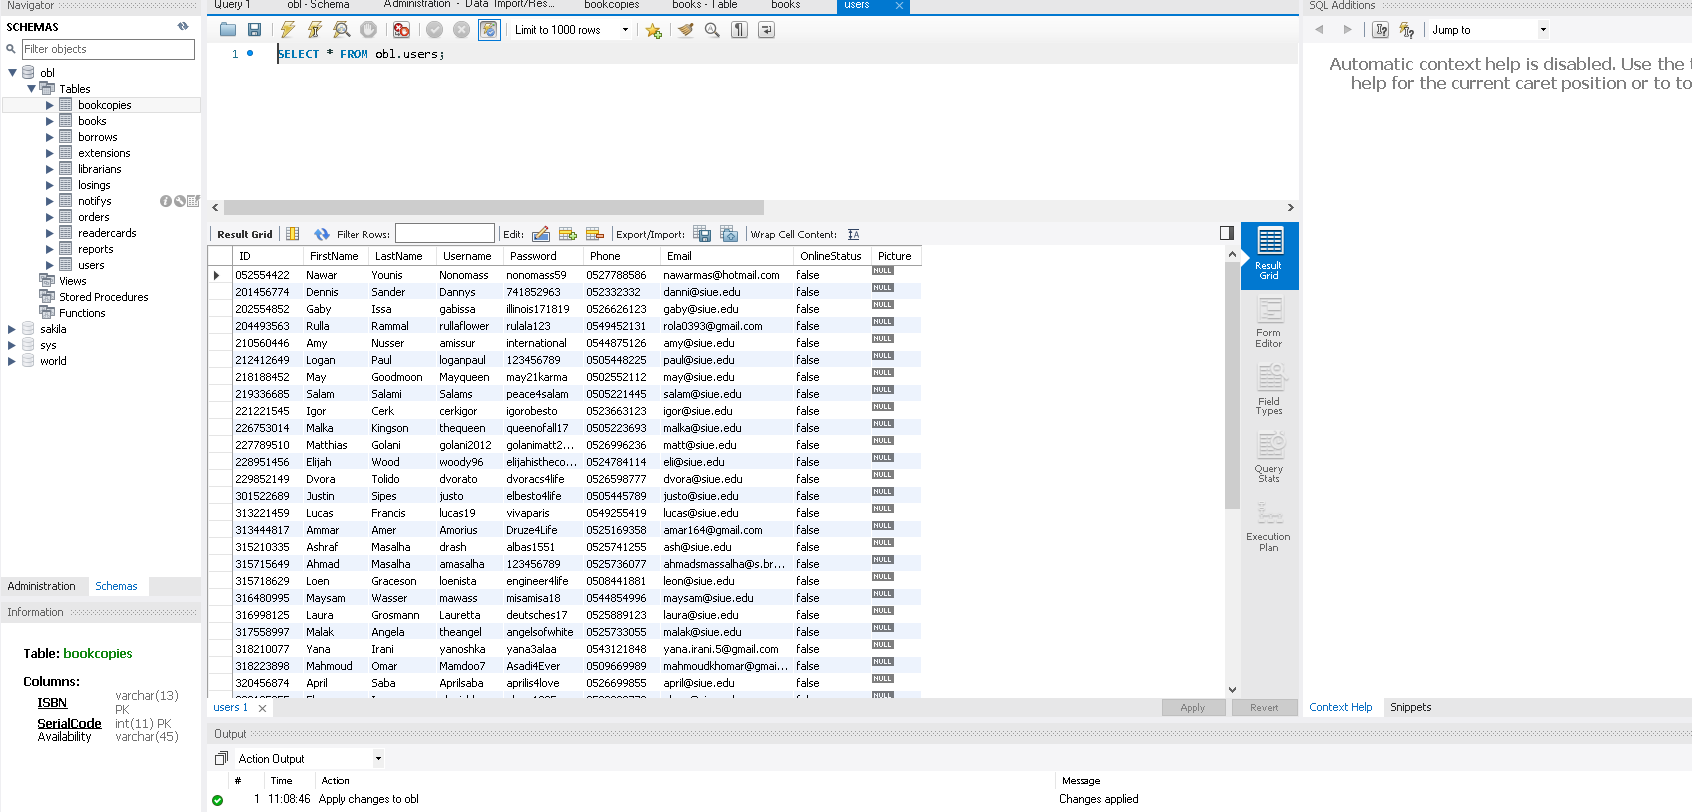 Navigator
Query 1 obl - Schema Administration - Data Import/Res... bookcopies books - Table books users
SQL Additions
SCHEMAS
Filter objects
Limit to 1000 rows
Jump to
1 SELECT * FROM obl.users;
Automatic context help is disabled. Use the t
help for the current caret position or to to
obl
Tables
bookcopies
books
borrows
extensions
librarians
losings
notifys
orders
readercards
reports
users
Views
Stored Procedures
Functions
sakila
sys
world
Result Grid Filter Rows: Edit: Export/Import: Wrap Cell Content:
ID FirstName LastName Username Password Phone Email OnlineStatus Picture
052554422 Nawar Younis Nonomass nonomass59 0527788586 nawarmas@hotmail.com false NULL
201456774 Dennis Sander Dannys 741852963 052332332 danni@siue.edu false NULL
202554852 Gaby Issa gabissa illinois171819 0526626123 gaby@siue.edu false NULL
204493563 Rulla Rammal rullaflower rulala123 0549452131 rola0393@gmail.com false NULL
210560446 Amy Nusser amissur international 0544875126 amy@siue.edu false NULL
212412649 Logan Paul loganpaul 123456789 0505448225 paul@siue.edu false NULL
218188452 May Goodmoon Mayqueen may21karma 0502552112 may@siue.edu false NULL
219336685 Salam Salami Salams peace4salam 0505221445 salam@siue.edu false NULL
221221545 Igor Cerk cerkigor igorobesto 0523663123 igor@siue.edu false NULL
226753014 Malka Kingson thequeen queenofall17 0505223693 malka@siue.edu false NULL
227789510 Matthias Golani golani2012 golanimatt2... 0526996236 matt@siue.edu false NULL
228951456 Elijah Wood woody96 elijahistheco... 0524784114 eli@siue.edu false NULL
229852149 Dvora Tolido dvorato dvoracs4life 0526598777 dvora@siue.edu false NULL
301522689 Justin Sipes justo elbesto4life 0505445789 justo@siue.edu false NULL
313221459 Lucas Francis lucas19 vivaparis 0549255419 lucas@siue.edu false NULL
313444817 Ammar Amer Amorius Druze4Life 0525169358 amar164@gmail.com false NULL
315210335 Ashraf Masalha drash albas1551 0525741255 ash@siue.edu false NULL
315715649 Ahmad Masalha amasalha 123456789 0525736077 ahmadsmassalha@s.br... false NULL
315718629 Loen Graceson loenista engineer4life 0508441881 leon@siue.edu false NULL
316480995 Maysam Wasser mawass misamisa18 0544854996 maysam@siue.edu false NULL
316998125 Laura Grosmann Lauretta deutsches17 0525889123 laura@siue.edu false NULL
317558997 Malak Angela theangel angelsofwhite 0525733055 malak@siue.edu false NULL
318210077 Yana Irani yanoshka yana3alaa 0543121848 yana.irani.5@gmail.com false NULL
318223898 Mahmoud Omar Mamdoo7 Asadi4Ever 0509669989 mahmoudkhomar@gmai... false NULL
320456874 April Saba Aprilsaba aprilis4love 0526699855 april@siue.edu false NULL
Result Grid
Form Editor
Field Types
Query Stats
Execution Plan
Administration Schemas
Information
Table: bookcopies
Columns:
ISBN varchar(13) PK
SerialCode int(11) PK
Availability varchar(45)
users 1 Apply Revert
Context Help Snippets
Output
Action Output
# Time Action Message
1 11:08:46 Apply changes to obl Changes applied